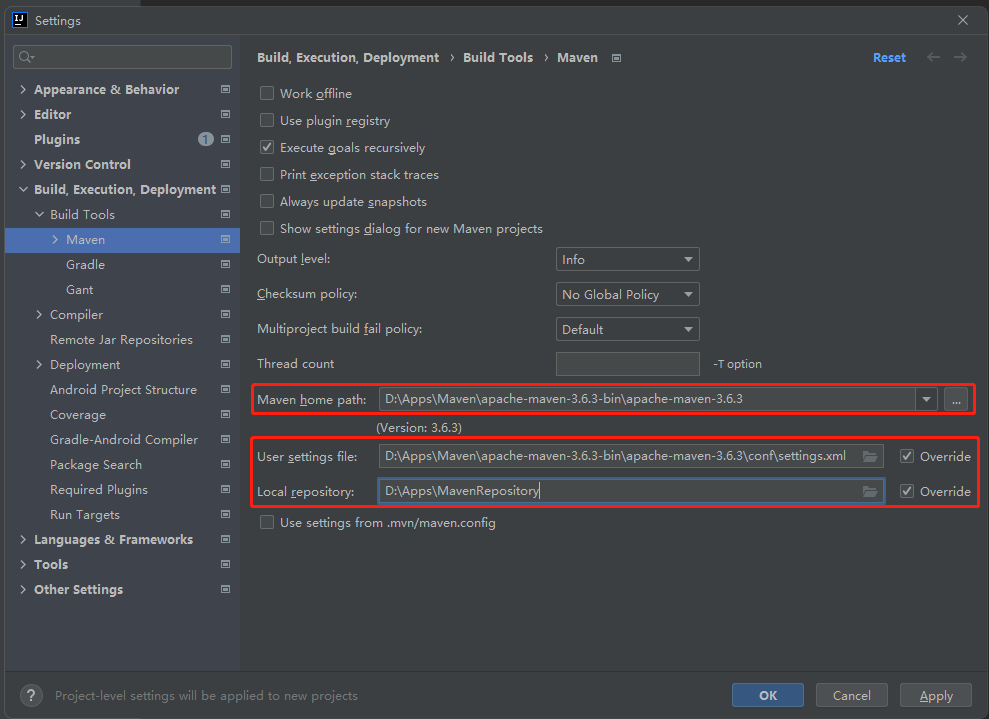 Settings
Build, Execution, Deployment › Build Tools › Maven
Reset
Appearance & Behavior
Editor
Plugins 1
Version Control
Build, Execution, Deployment
Build Tools
Maven
Gradle
Gant
Compiler
Remote Jar Repositories
Deployment
Android Project Structure
Coverage
Gradle-Android Compiler
Package Search
Required Plugins
Run Targets
Languages & Frameworks
Tools
Other Settings
Work offline
Use plugin registry
Execute goals recursively
Print exception stack traces
Always update snapshots
Show settings dialog for new Maven projects
Output level: Info
Checksum policy: No Global Policy
Multiproject build fail policy: Default
Thread count -T option
Maven home path: D:\Apps\Maven\apache-maven-3.6.3-bin\apache-maven-3.6.3 ...
(Version: 3.6.3)
User settings file: D:\Apps\Maven\apache-maven-3.6.3-bin\apache-maven-3.6.3\conf\settings.xml Override
Local repository: D:\Apps\MavenRepository Override
Use settings from .mvn/maven.config
? Project-level settings will be applied to new projects
OK Cancel Apply